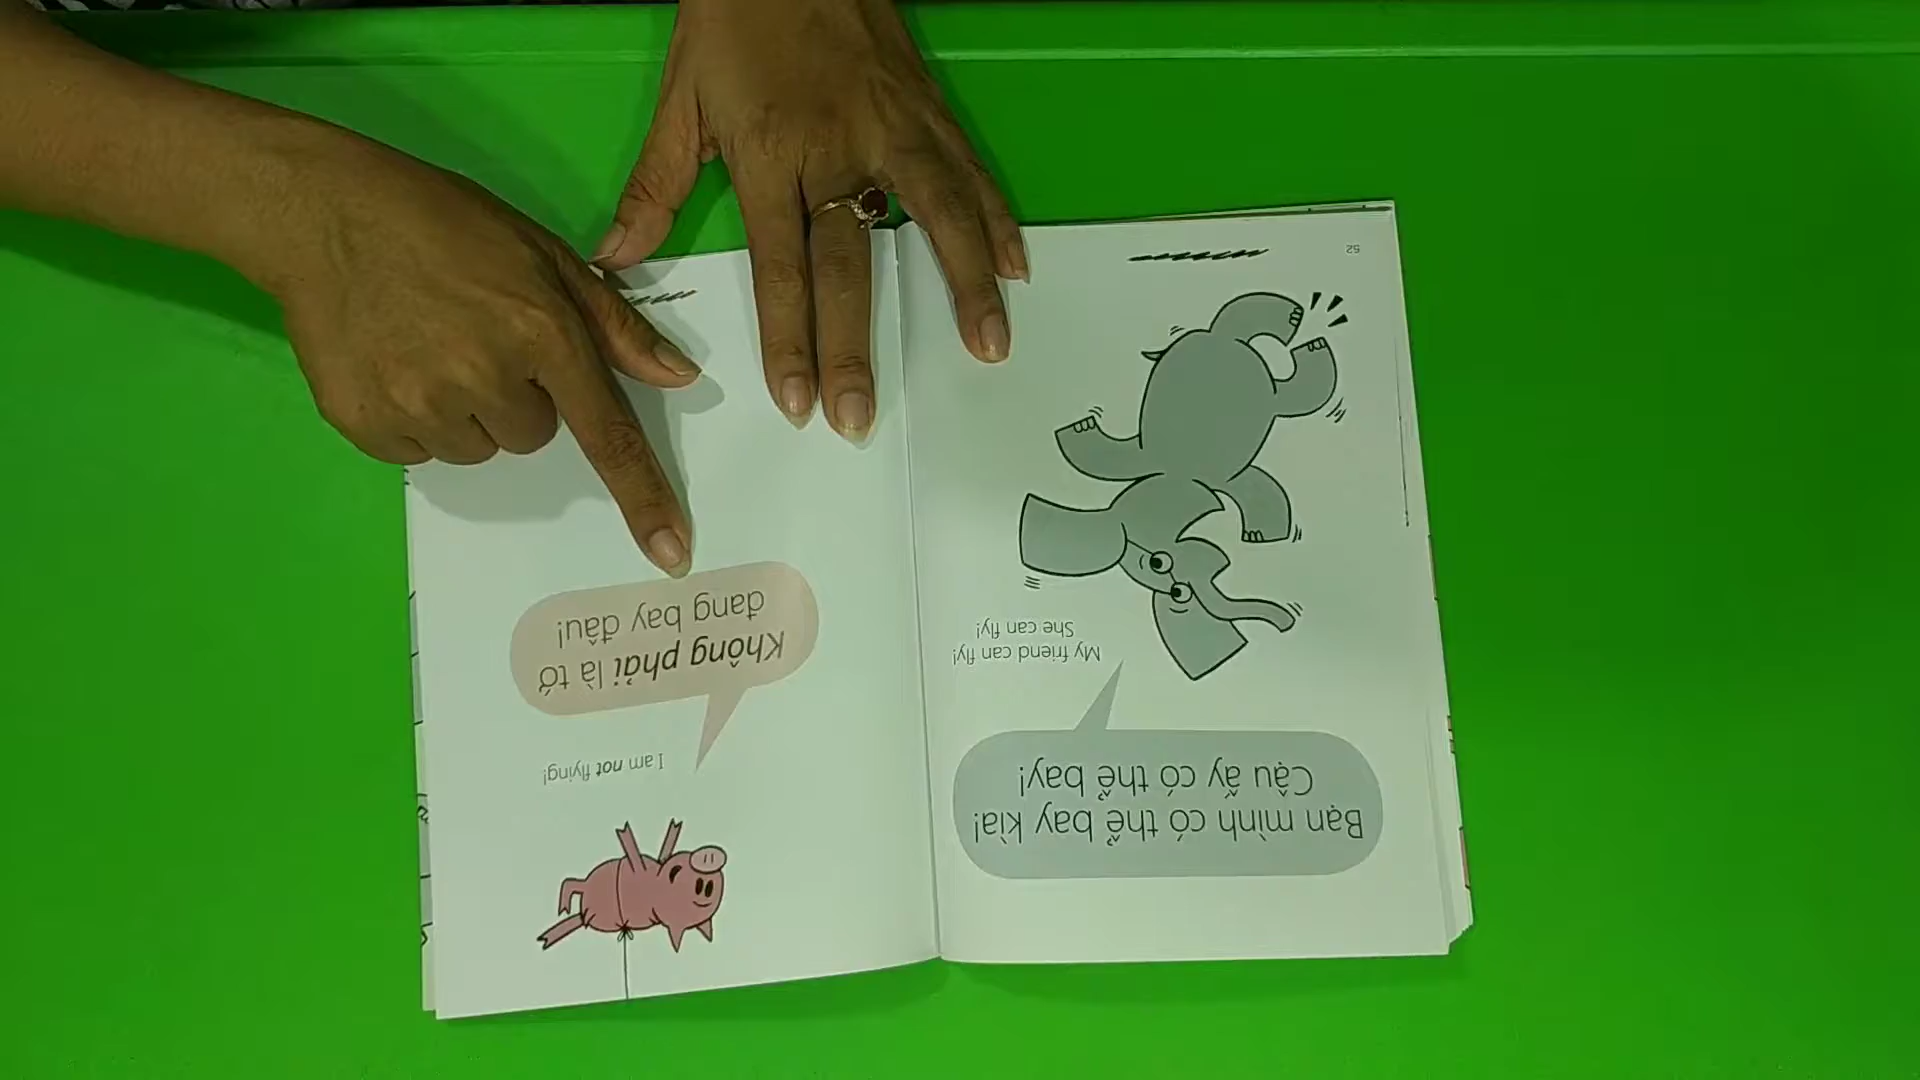 52
Bạn mình có thể bay kìa!
Cậu ấy có thể bay!
My friend can fly!
She can fly!
I am not flying!
Không phải là tớ
đang bay đâu!